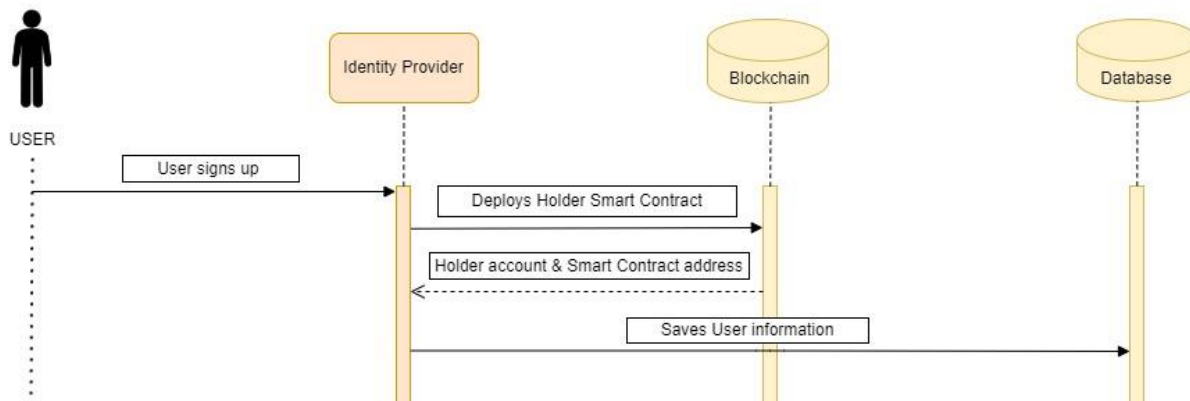 Identity Provider
Blockchain
Database
USER
User signs up
Deploys Holder Smart Contract
Holder account & Smart Contract address
Saves User information